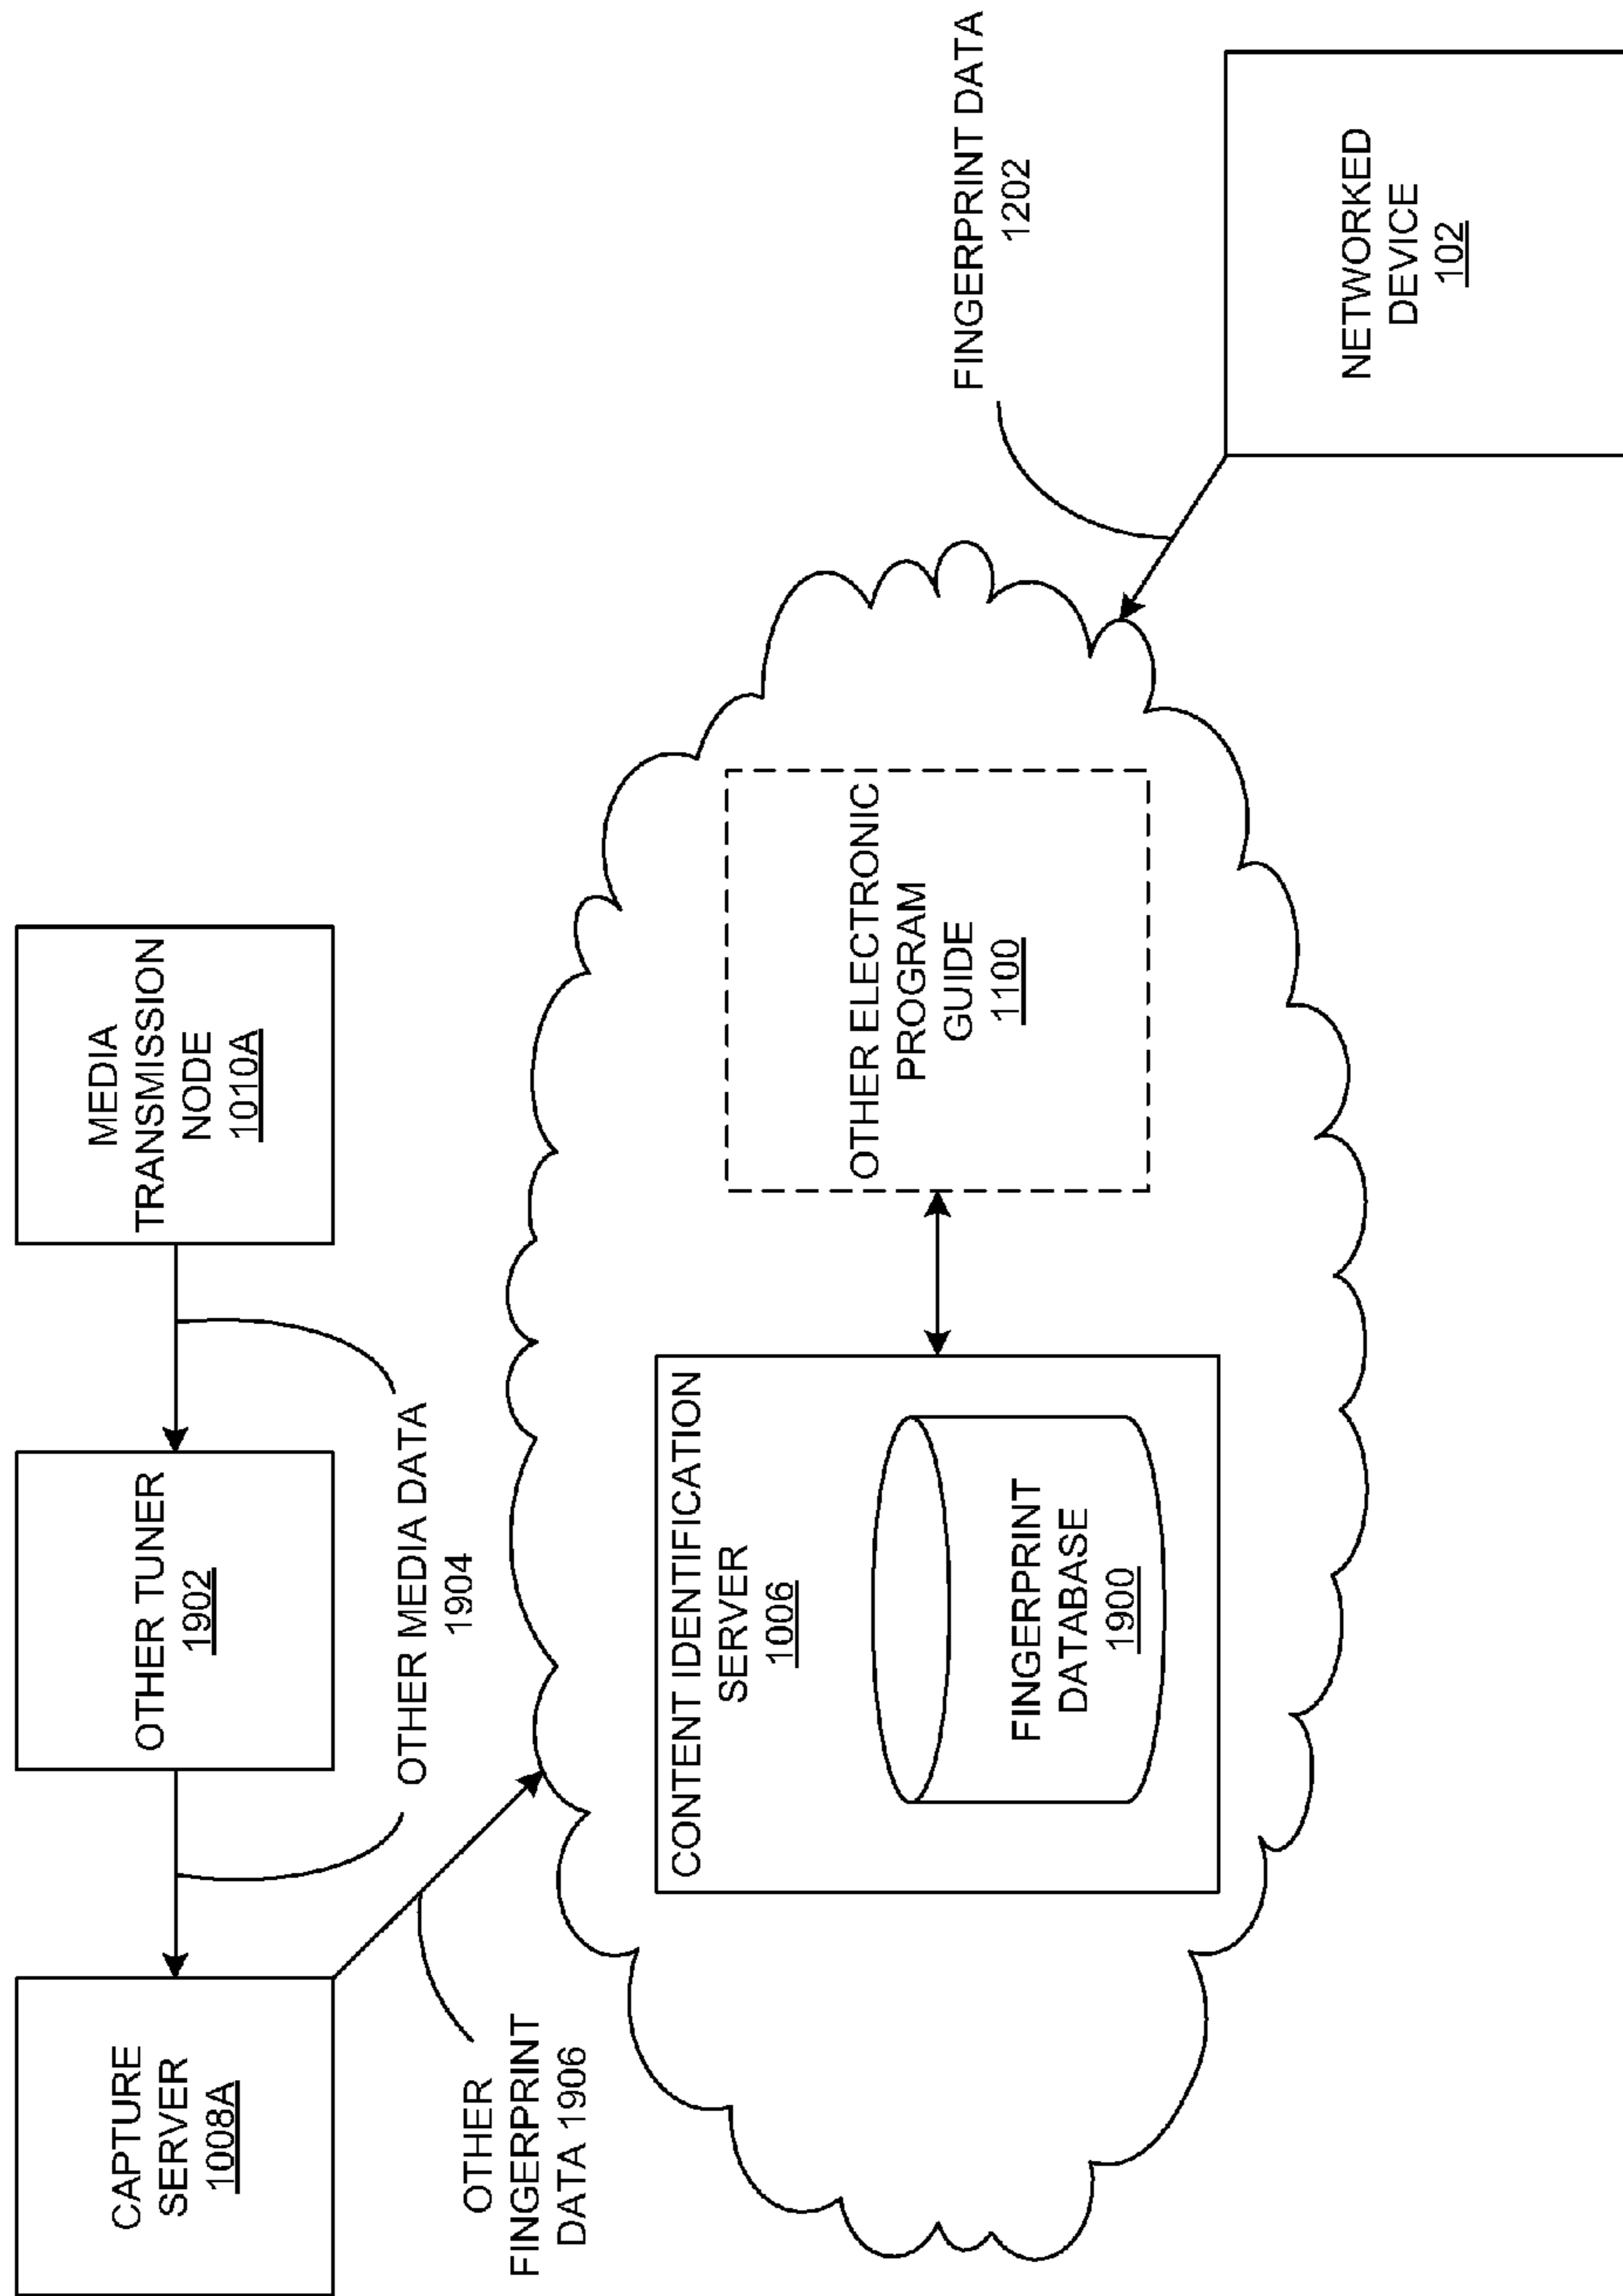 CAPTURE
SERVER
1008A
OTHER TUNER
1902
MEDIA
TRANSMISSION
NODE
1010A
OTHER MEDIA DATA
1904
OTHER
FINGERPRINT
DATA 1906
CONTENT IDENTIFICATION
SERVER
1006
FINGERPRINT
DATABASE
1900
OTHER ELECTRONIC
PROGRAM
GUIDE
1100
FINGERPRINT DATA
1202
NETWORKED
DEVICE
102